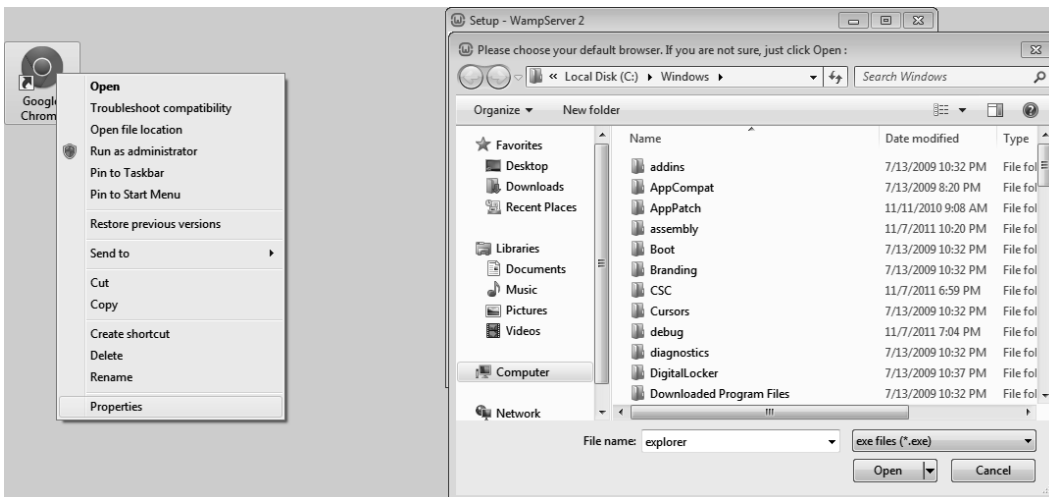 Google
Chrom
Open
Troubleshoot compatibility
Open file location
Run as administrator
Pin to Taskbar
Pin to Start Menu
Restore previous versions
Send to
Cut
Copy
Create shortcut
Delete
Rename
Properties
Setup - WampServer 2
Please choose your default browser. If you are not sure, just click Open :
« Local Disk (C:) Windows
Search Windows
Organize New folder
Favorites
Desktop
Downloads
Recent Places
Libraries
Documents
Music
Pictures
Videos
Computer
Network
Name Date modified Type
addins 7/13/2009 10:32 PM File fol
AppCompat 7/13/2009 8:20 PM File fol
AppPatch 11/11/2010 9:08 AM File fol
assembly 11/7/2011 10:20 PM File fol
Boot 7/13/2009 10:32 PM File fol
Branding 7/13/2009 10:32 PM File fol
CSC 11/7/2011 6:59 PM File fol
Cursors 7/13/2009 10:32 PM File fol
debug 11/7/2011 7:04 PM File fol
diagnostics 7/13/2009 10:32 PM File fol
DigitalLocker 7/13/2009 10:37 PM File fol
Downloaded Program Files 7/13/2009 10:32 PM File fol
File name: explorer exe files (*.exe)
Open Cancel